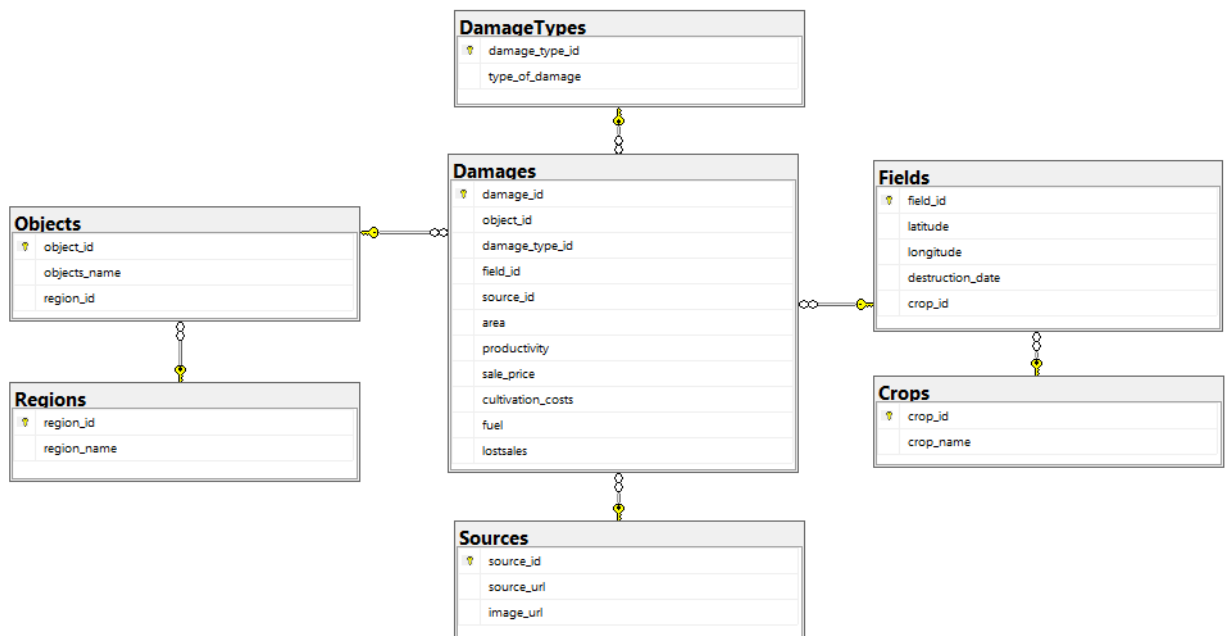 DamageTypes
damage_type_id
type_of_damage
Damages
damage_id
object_id
damage_type_id
field_id
source_id
area
productivity
sale_price
cultivation_costs
fuel
lostsales
Objects
object_id
objects_name
region_id
Regions
region_id
region_name
Fields
field_id
latitude
longitude
destruction_date
crop_id
Crops
crop_id
crop_name
Sources
source_id
source_url
image_url